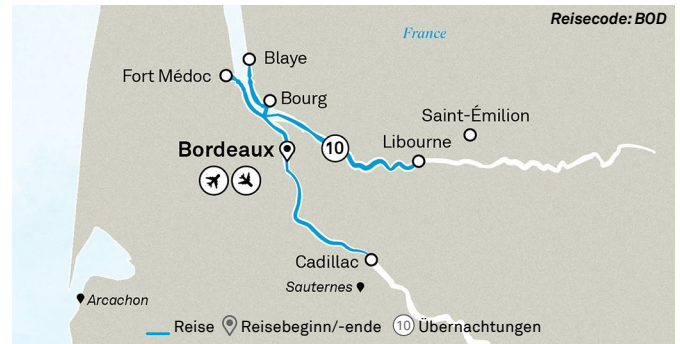 Reisecode: BOD
France
Blaye
Fort Médoc
Bourg
Saint-Émilion
Libourne
Bordeaux
10
Cadillac
Sauternes
Arcachon
Reise Reisebeginn/-ende 10 Übernachtungen